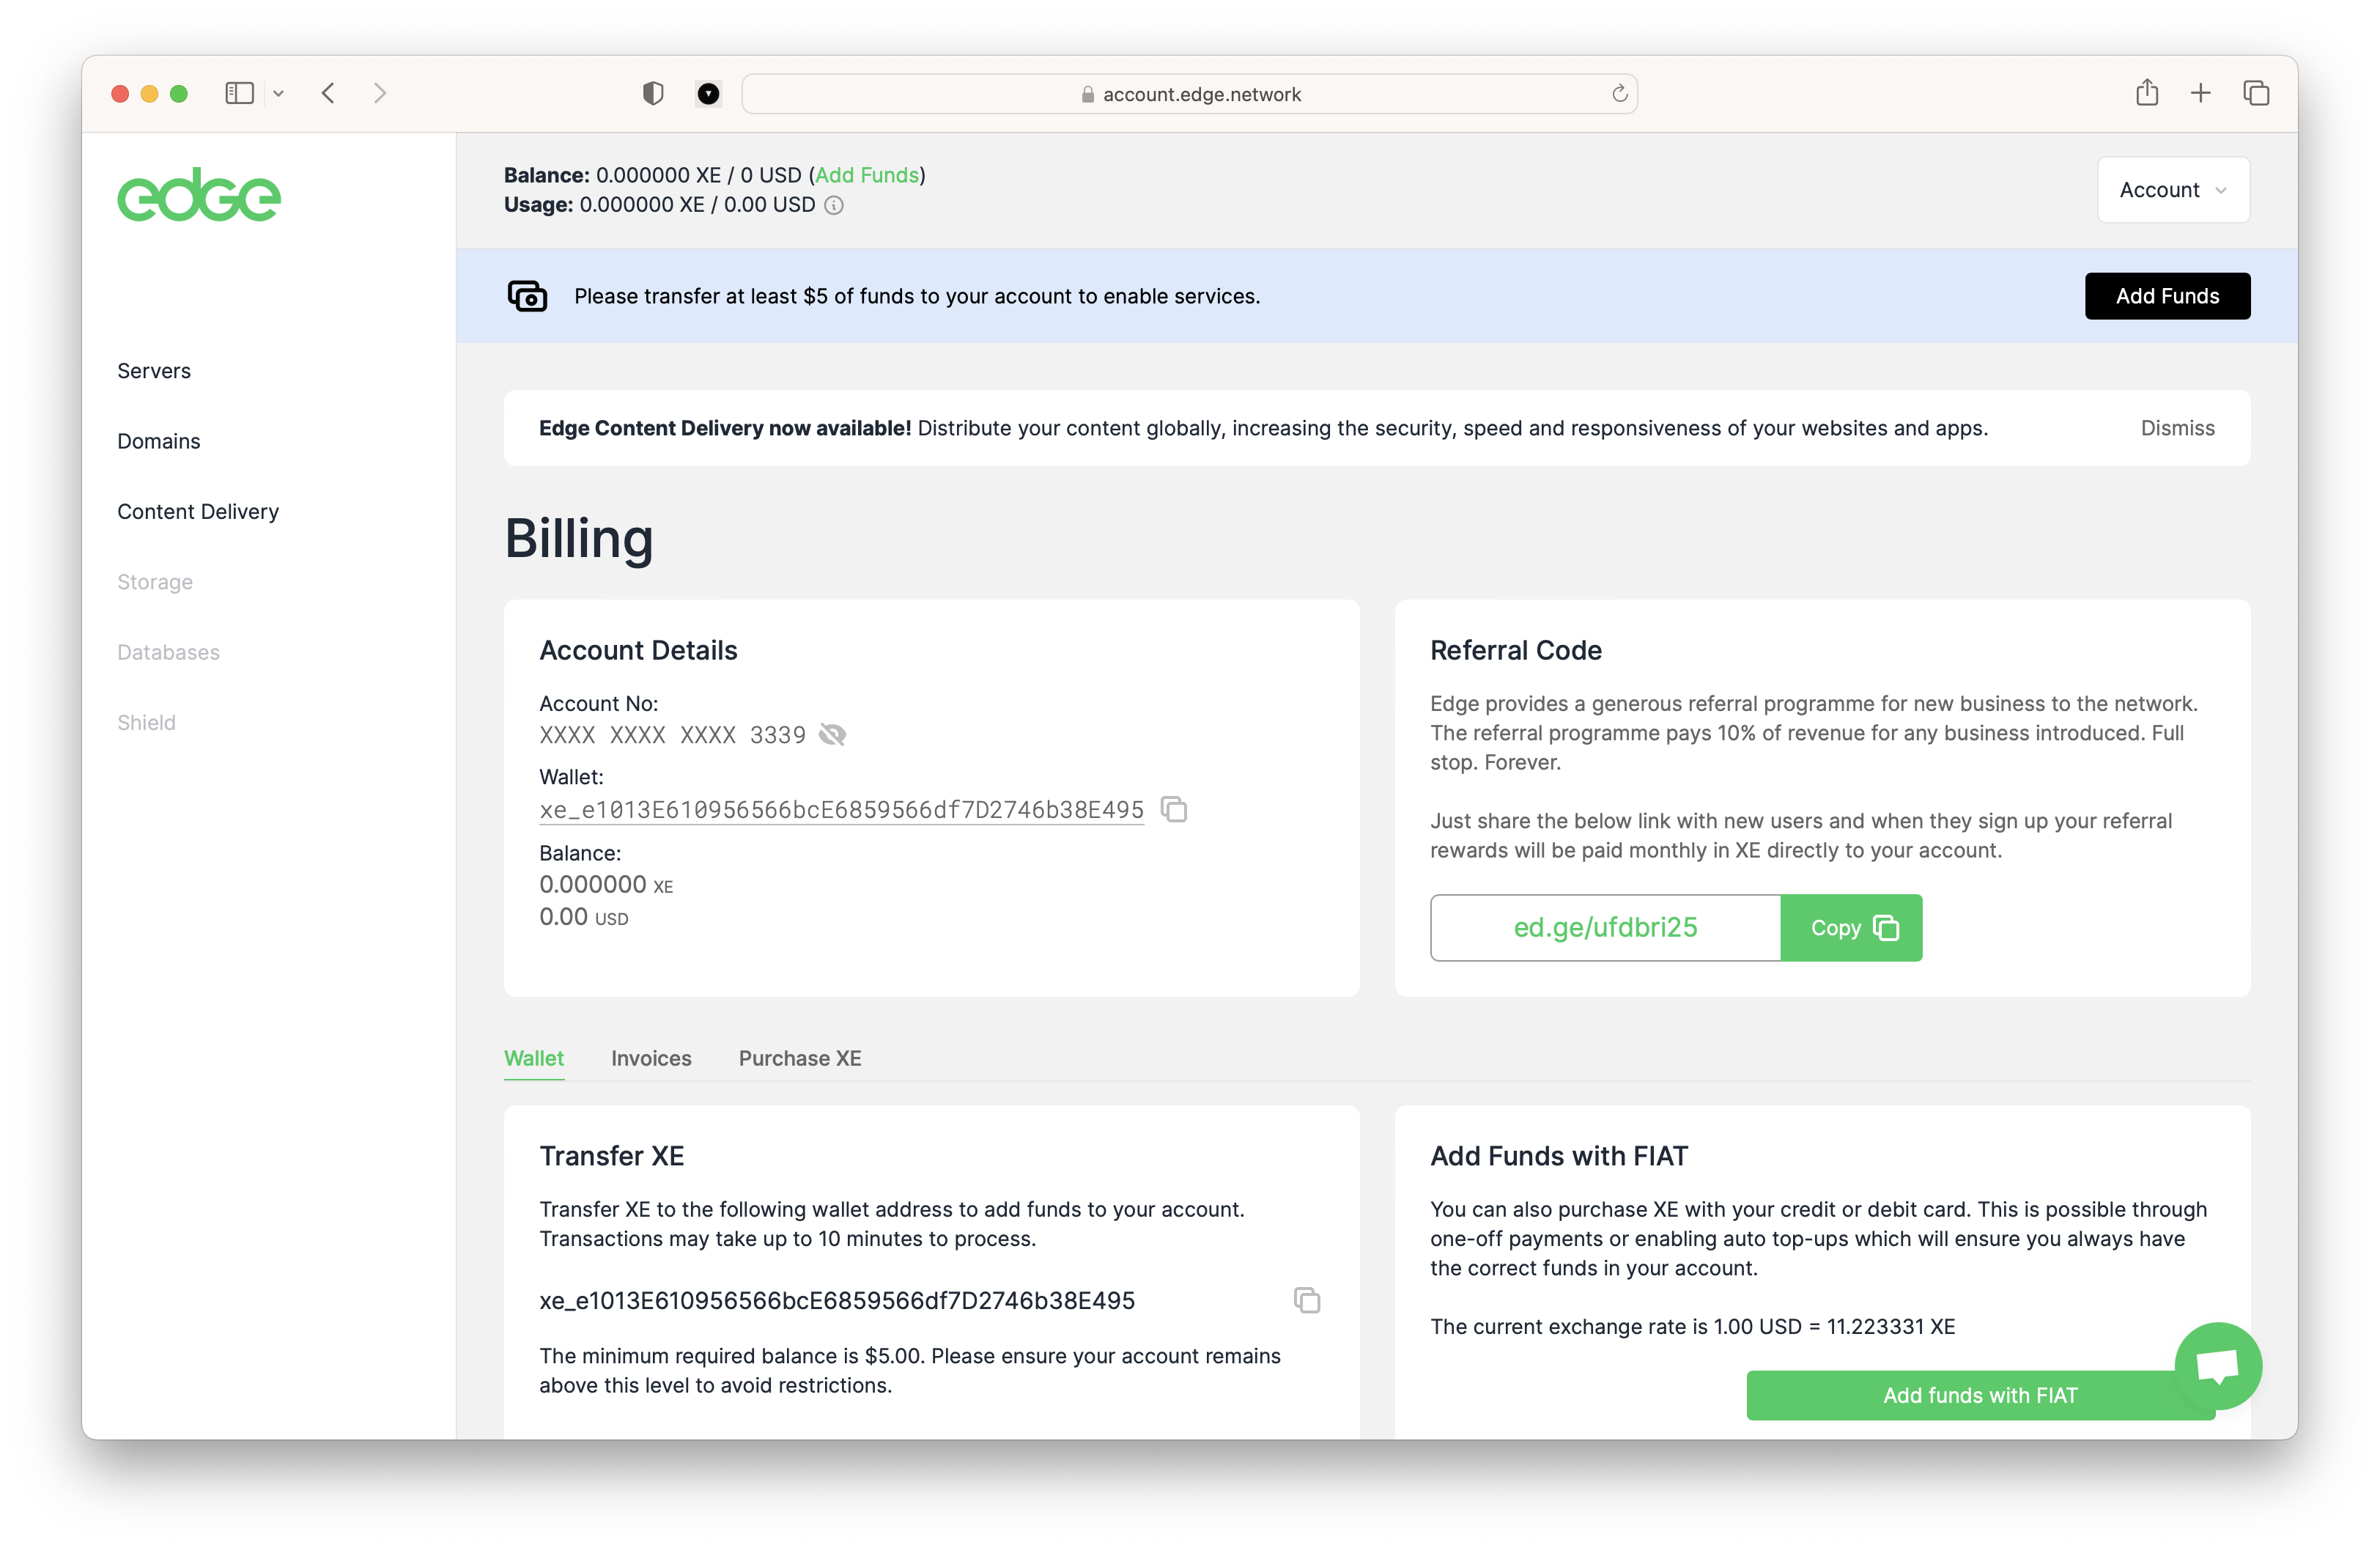 account.edge.network
edge
Balance: 0.000000 XE / 0 USD (Add Funds)
Usage: 0.000000 XE / 0.00 USD
Account
Please transfer at least $5 of funds to your account to enable services.
Add Funds
Servers
Domains
Content Delivery
Storage
Databases
Shield
Edge Content Delivery now available! Distribute your content globally, increasing the security, speed and responsiveness of your websites and apps.
Dismiss
Billing
Account Details
Account No:
XXXX XXXX XXXX 3339
Wallet:
xe_e1013E610956566bcE6859566df7D2746b38E495
Balance:
0.000000 XE
0.00 USD
Referral Code
Edge provides a generous referral programme for new business to the network.
The referral programme pays 10% of revenue for any business introduced. Full
stop. Forever.
Just share the below link with new users and when they sign up your referral
rewards will be paid monthly in XE directly to your account.
ed.ge/ufdbri25
Copy
Wallet
Invoices
Purchase XE
Transfer XE
Transfer XE to the following wallet address to add funds to your account.
Transactions may take up to 10 minutes to process.
xe_e1013E610956566bcE6859566df7D2746b38E495
The minimum required balance is $5.00. Please ensure your account remains
above this level to avoid restrictions.
Add Funds with FIAT
You can also purchase XE with your credit or debit card. This is possible through
one-off payments or enabling auto top-ups which will ensure you always have
the correct funds in your account.
The current exchange rate is 1.00 USD = 11.223331 XE
Add funds with FIAT